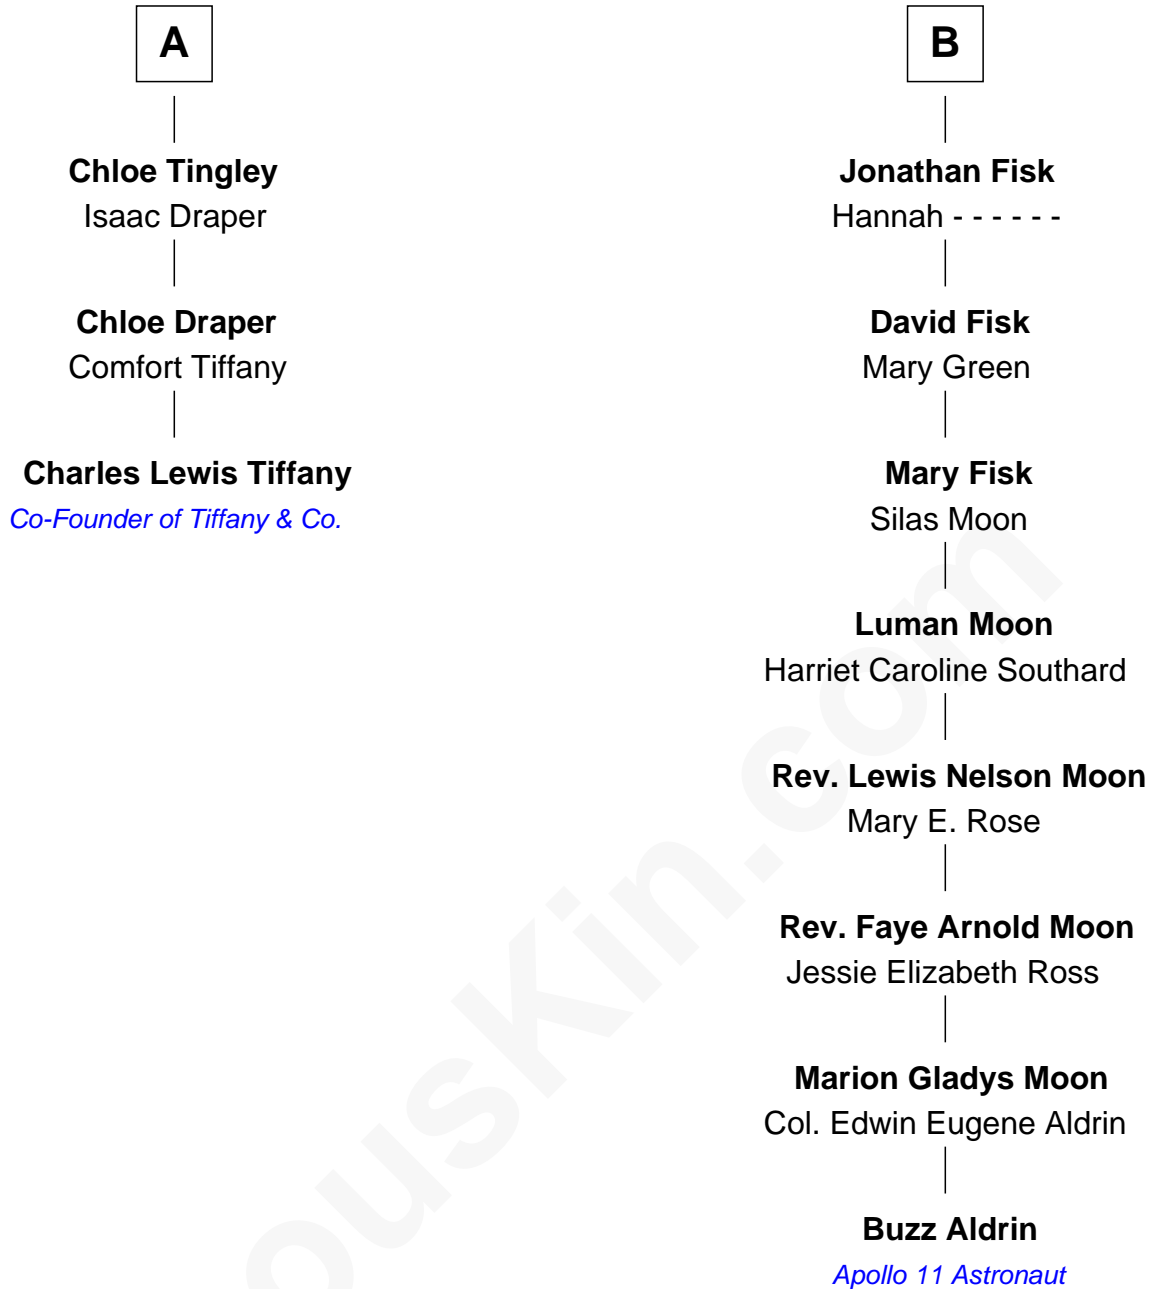 A
Chloe Tingley
Isaac Draper
Chloe Draper
Comfort Tiffany
Charles Lewis Tiffany
Co-Founder of Tiffany & Co.
B
Jonathan Fisk
Hannah - - - - - -
David Fisk
Mary Green
Mary Fisk
Silas Moon
Luman Moon
Harriet Caroline Southard
Rev. Lewis Nelson Moon
Mary E. Rose
Rev. Faye Arnold Moon
Jessie Elizabeth Ross
Marion Gladys Moon
Col. Edwin Eugene Aldrin
Buzz Aldrin
Apollo 11 Astronaut
ousKin.com